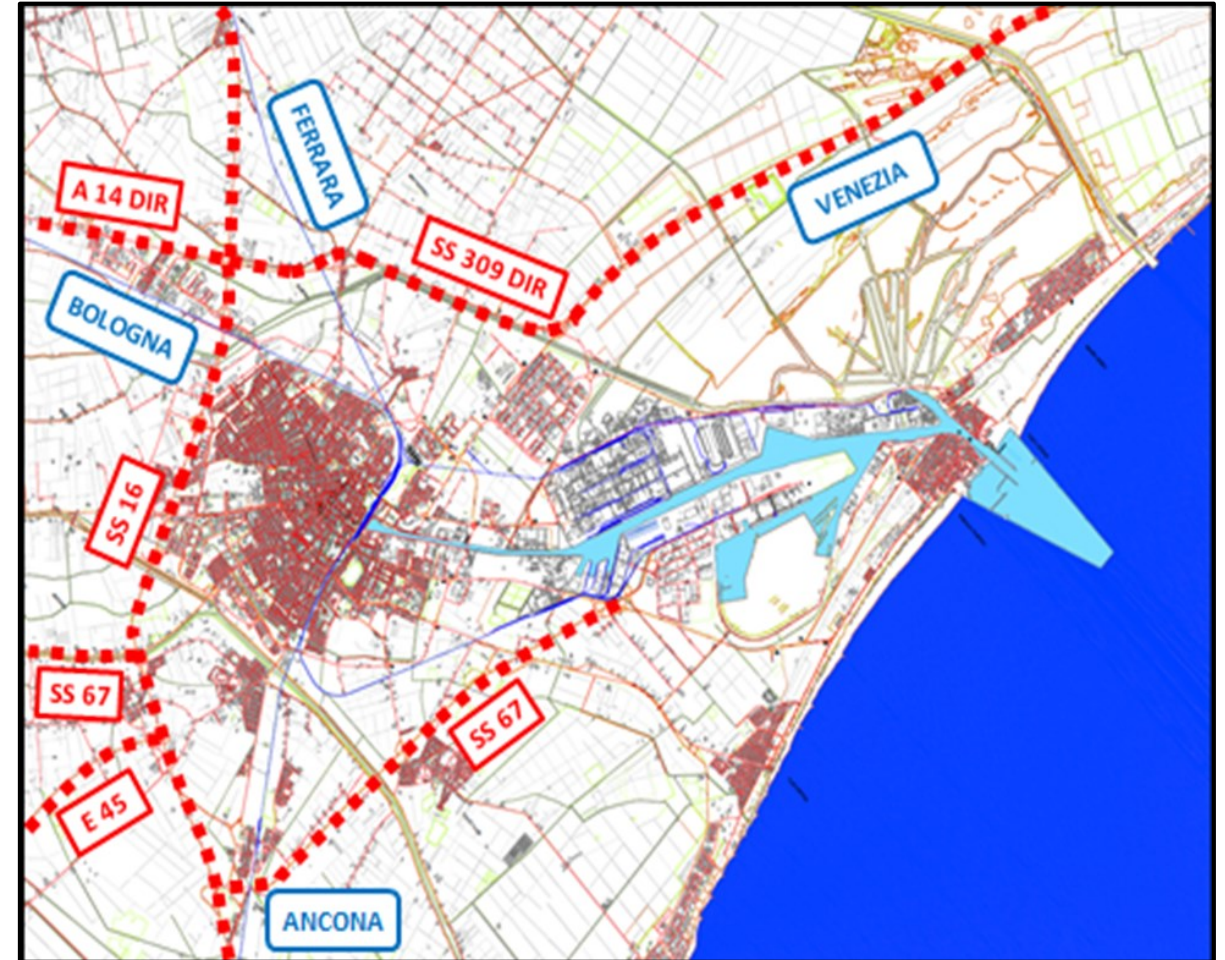 FERRARA
A 14 DIR
VENEZIA
SS 309 DIR
BOLOGNA
SS 16
SS 67
SS 67
E 45
ANCONA